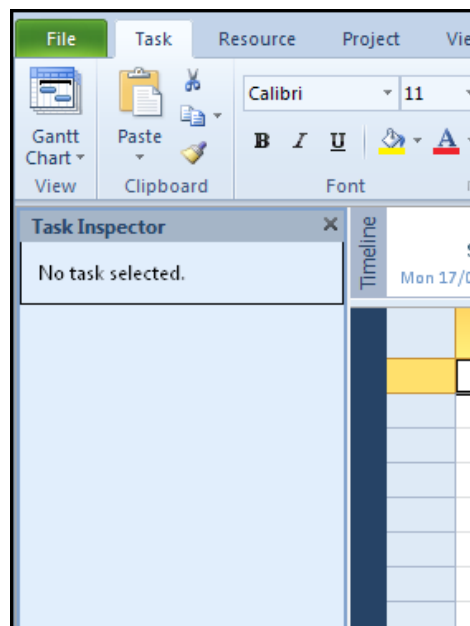 File Task Resource Project
Calibri 11
Gantt Chart
Paste
B I U A
View Clipboard Font
Task Inspector
Timeline
No task selected.
Mon 17/